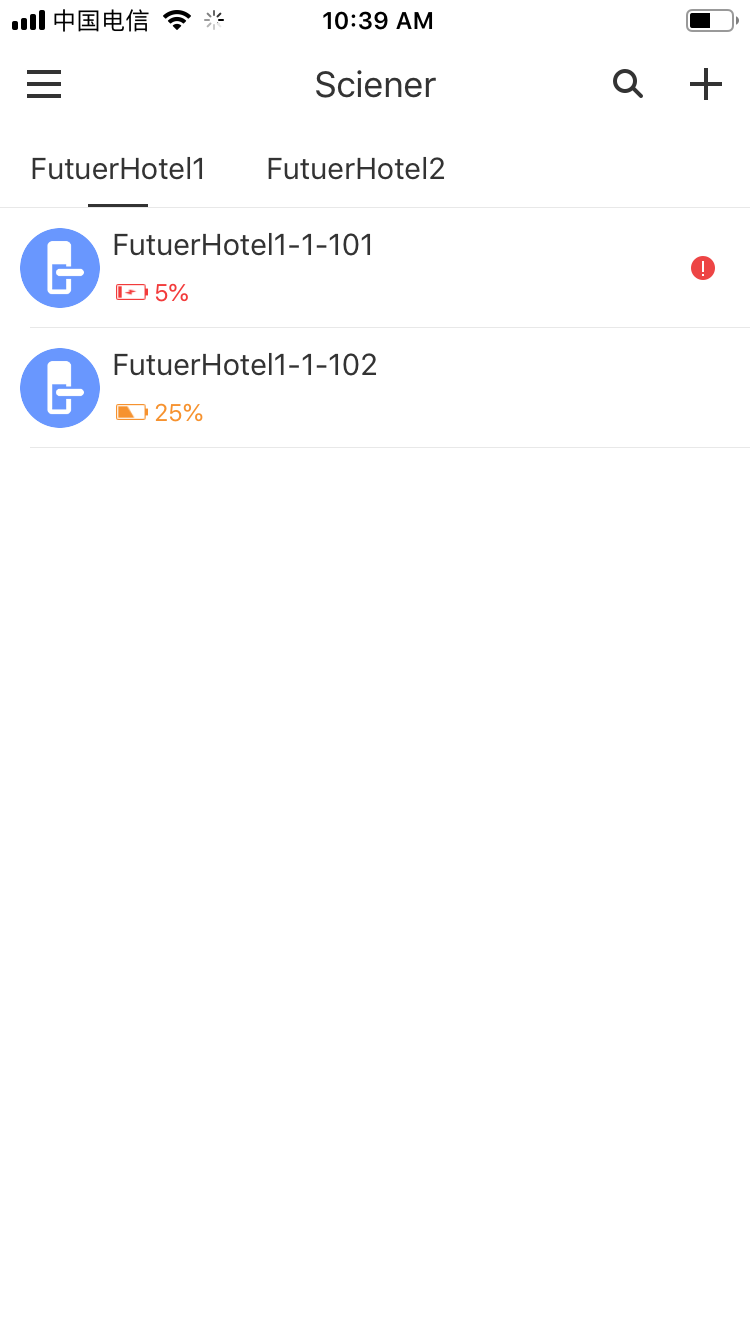 中国电信 10:39 AM
Sciener
FutuerHotel1 FutuerHotel2
FutuerHotel1-1-101
5%
FutuerHotel1-1-102
25%